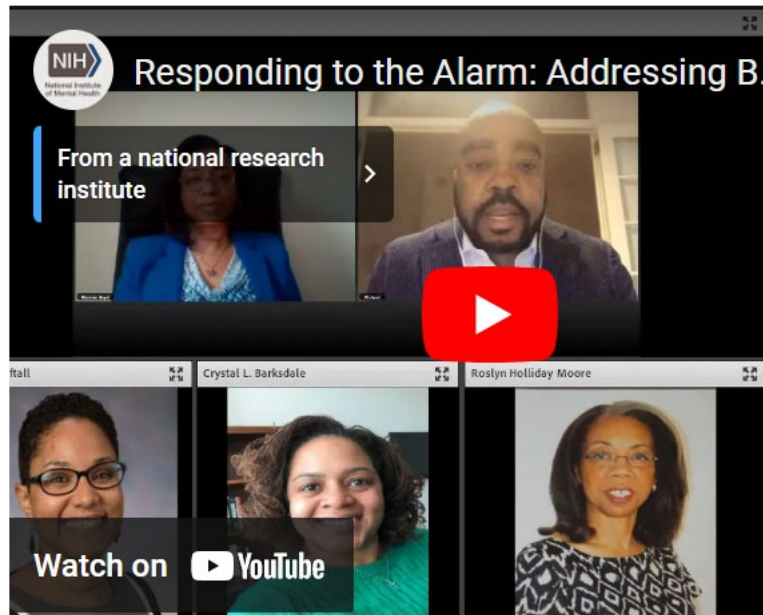 NIH
National Institute
of Mental Health
Responding to the Alarm: Addressing B.
From a national research
institute
ftall
Crystal L. Barksdale
Roslyn Holliday Moore
Watch on YouTube